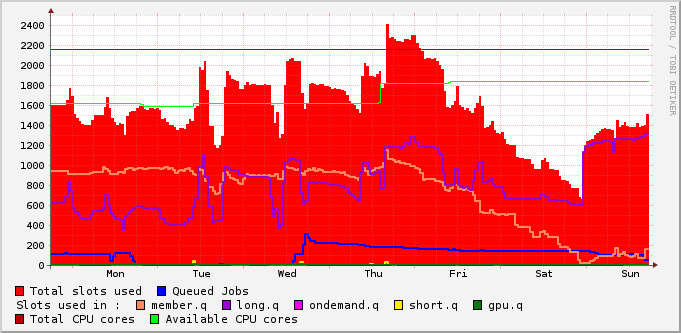 RRDTOOL / TOBI OETIKER
2400
2200
2000
1800
1600
1400
1200
1000
800
600
400
200
0
Mon Tue Wed Thu Fri Sat Sun
Total slots used Queued Jobs
Slots used in : member.q long.q ondemand.q short.q gpu.q
Total CPU cores Available CPU cores